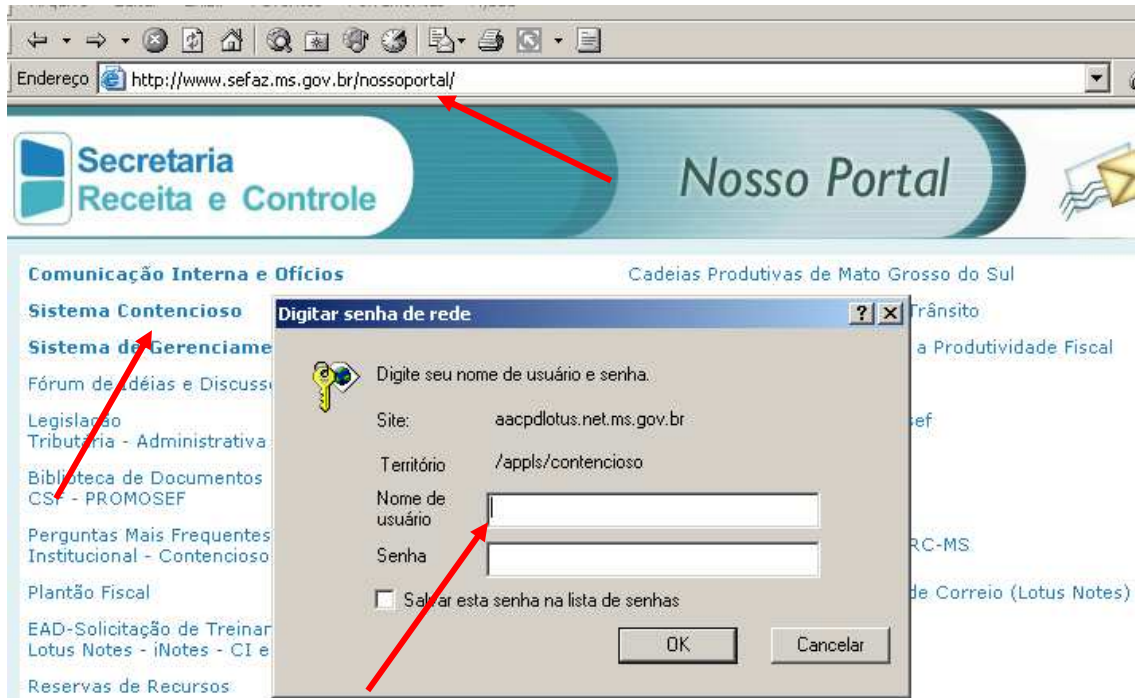 Endereço http://www.sefaz.ms.gov.br/nossoportal/
Secretaria
Receita e Controle
Nosso Portal
Comunicação Interna e Ofícios
Cadeias Produtivas de Mato Grosso do Sul
Sistema Contencioso
Trânsito
Sistema de Gerenciame
a Produtividade Fiscal
Fórum de Idéias e Discuss
Legislação
Tributária - Administrativa
sef
Biblioteca de Documentos
CSF - PROMOSEF
Perguntas Mais Frequentes
Institucional - Contencioso
RC-MS
Plantão Fiscal
de Correio (Lotus Notes)
EAD-Solicitação de Treinar
Lotus Notes - iNotes - CI e
Reservas de Recursos
Digitar senha de rede
Digite seu nome de usuário e senha.
Site: aacpdlotus.net.ms.gov.br
Território /appls/contencioso
Nome de
usuário
Senha
Salvar esta senha na lista de senhas
OK Cancelar